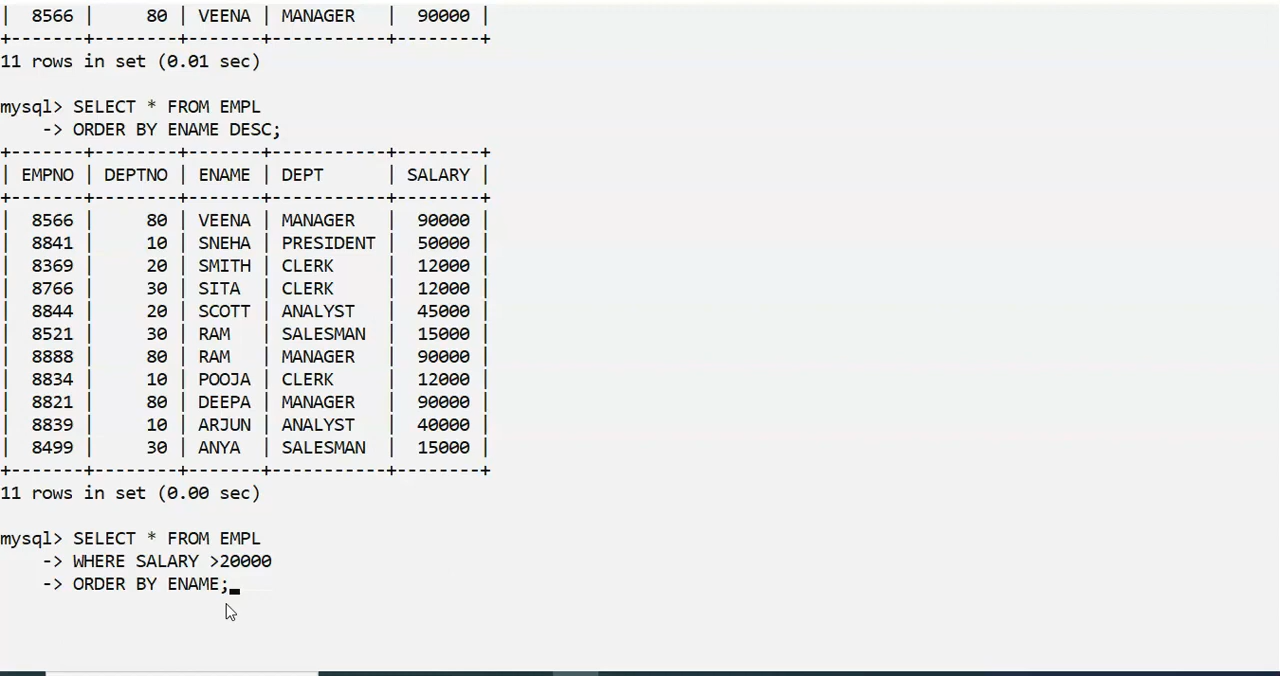 |  8566 |     80 | VEENA | MANAGER   |  90000 |
+-------+--------+-------+-----------+--------+
11 rows in set (0.01 sec)
mysql> SELECT * FROM EMPL
    -> ORDER BY ENAME DESC;
+-------+--------+-------+-----------+--------+
| EMPNO | DEPTNO | ENAME | DEPT      | SALARY |
+-------+--------+-------+-----------+--------+
|  8566 |     80 | VEENA | MANAGER   |  90000 |
|  8841 |     10 | SNEHA | PRESIDENT |  50000 |
|  8369 |     20 | SMITH | CLERK     |  12000 |
|  8766 |     30 | SITA  | CLERK     |  12000 |
|  8844 |     20 | SCOTT | ANALYST   |  45000 |
|  8521 |     30 | RAM   | SALESMAN  |  15000 |
|  8888 |     80 | RAM   | MANAGER   |  90000 |
|  8834 |     10 | POOJA | CLERK     |  12000 |
|  8821 |     80 | DEEPA | MANAGER   |  90000 |
|  8839 |     10 | ARJUN | ANALYST   |  40000 |
|  8499 |     30 | ANYA  | SALESMAN  |  15000 |
+-------+--------+-------+-----------+--------+
11 rows in set (0.00 sec)
mysql> SELECT * FROM EMPL
    -> WHERE SALARY >20000
    -> ORDER BY ENAME;